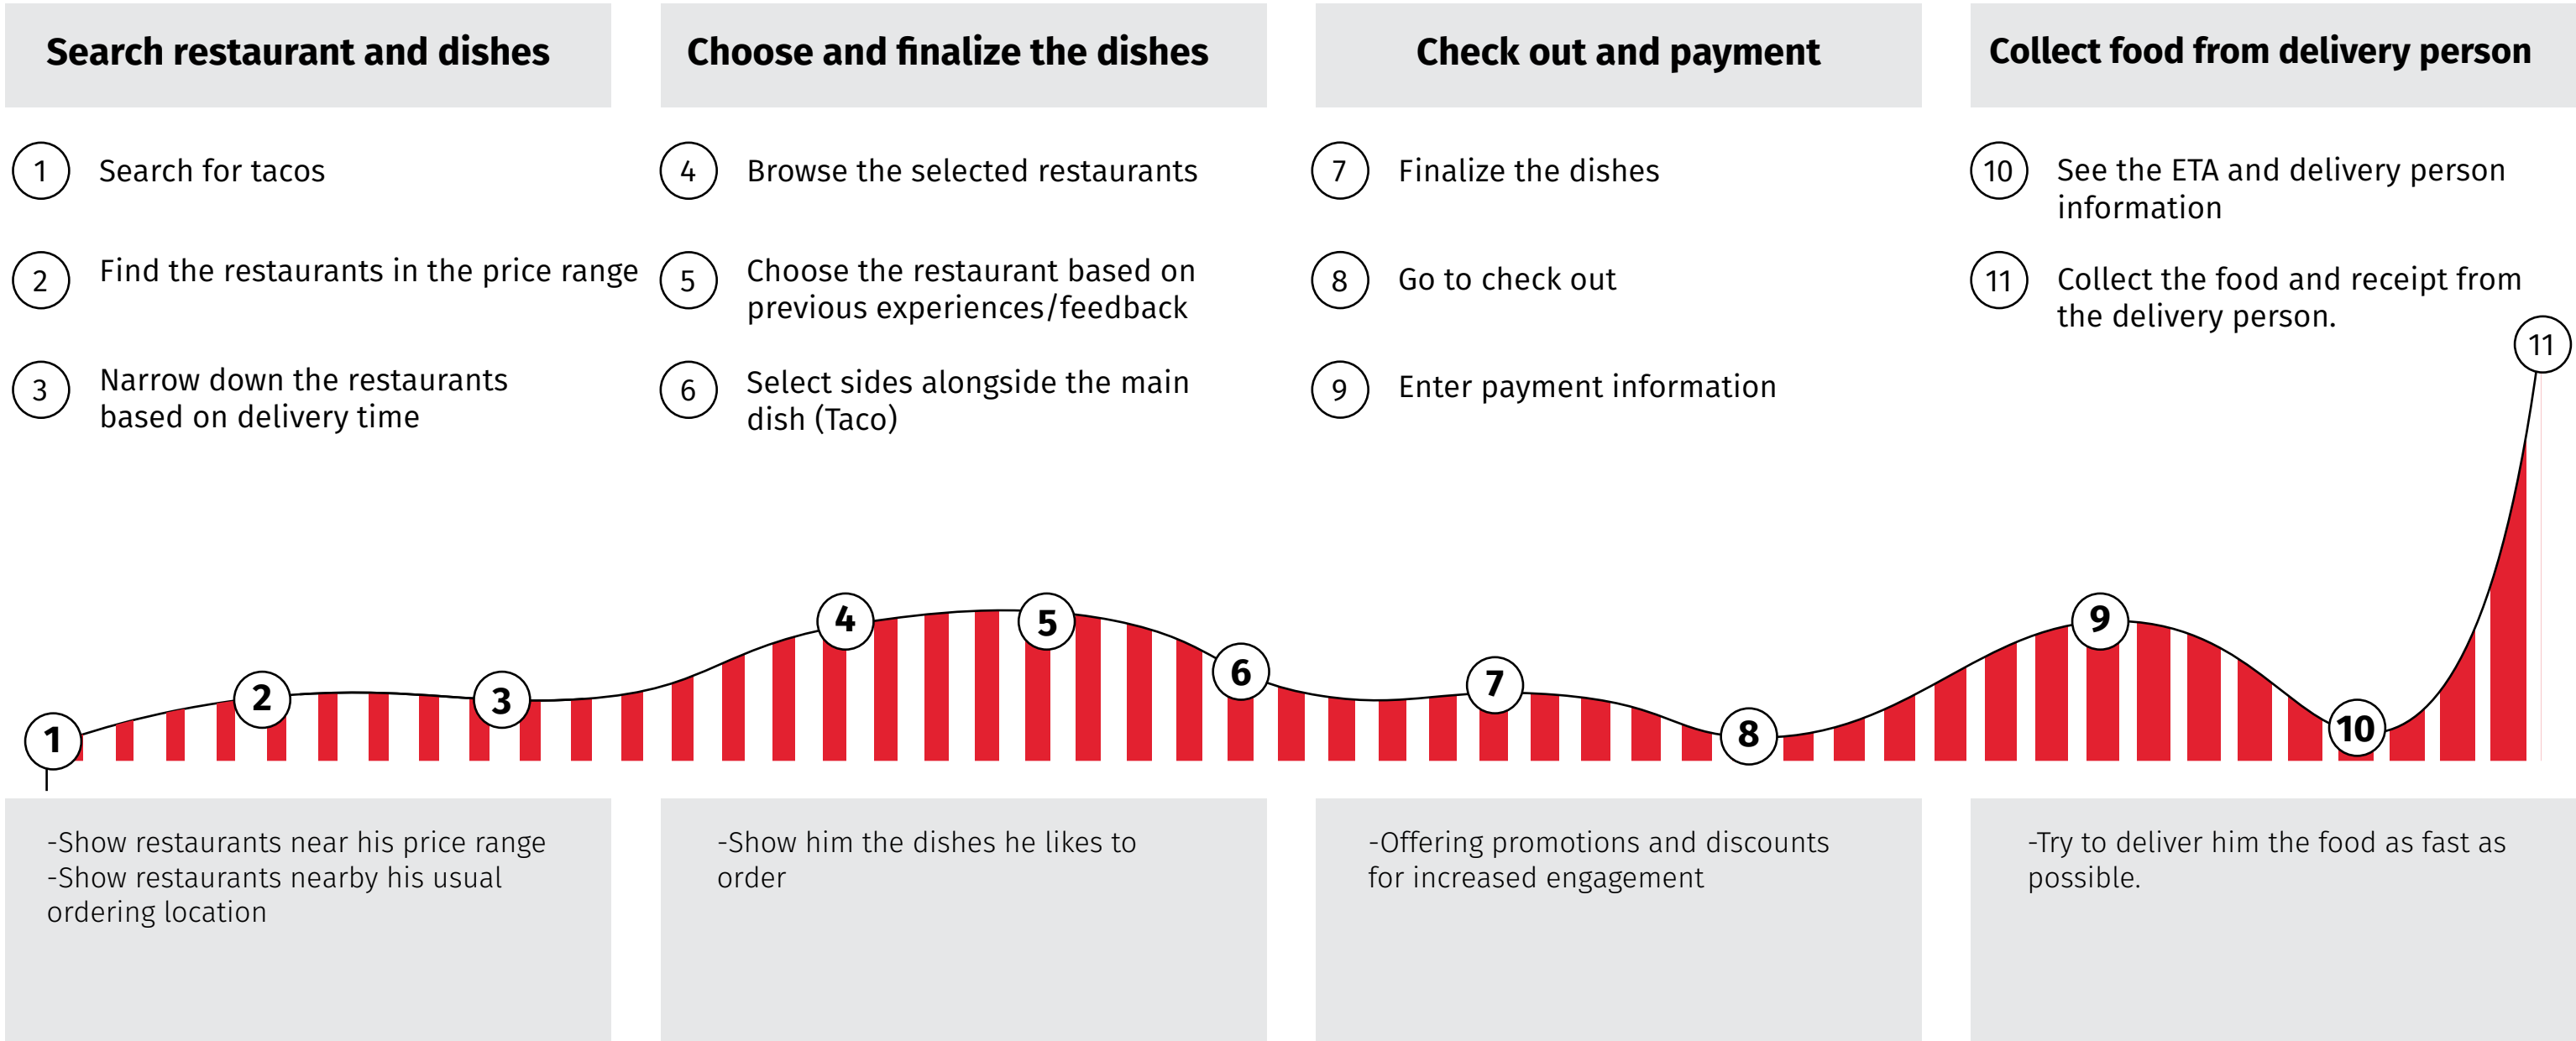 Search restaurant and dishes
1 Search for tacos
2 Find the restaurants in the price range
3 Narrow down the restaurants
based on delivery time
Choose and finalize the dishes
4 Browse the selected restaurants
5 Choose the restaurant based on
previous experiences/feedback
6 Select sides alongside the main
dish (Taco)
Check out and payment
7 Finalize the dishes
8 Go to check out
9 Enter payment information
Collect food from delivery person
10 See the ETA and delivery person
information
11 Collect the food and receipt from
the delivery person.
1
2
3
4
5
6
7
8
9
10
11
-Show restaurants near his price range
-Show restaurants nearby his usual
ordering location
-Show him the dishes he likes to
order
-Offering promotions and discounts
for increased engagement
-Try to deliver him the food as fast as
possible.